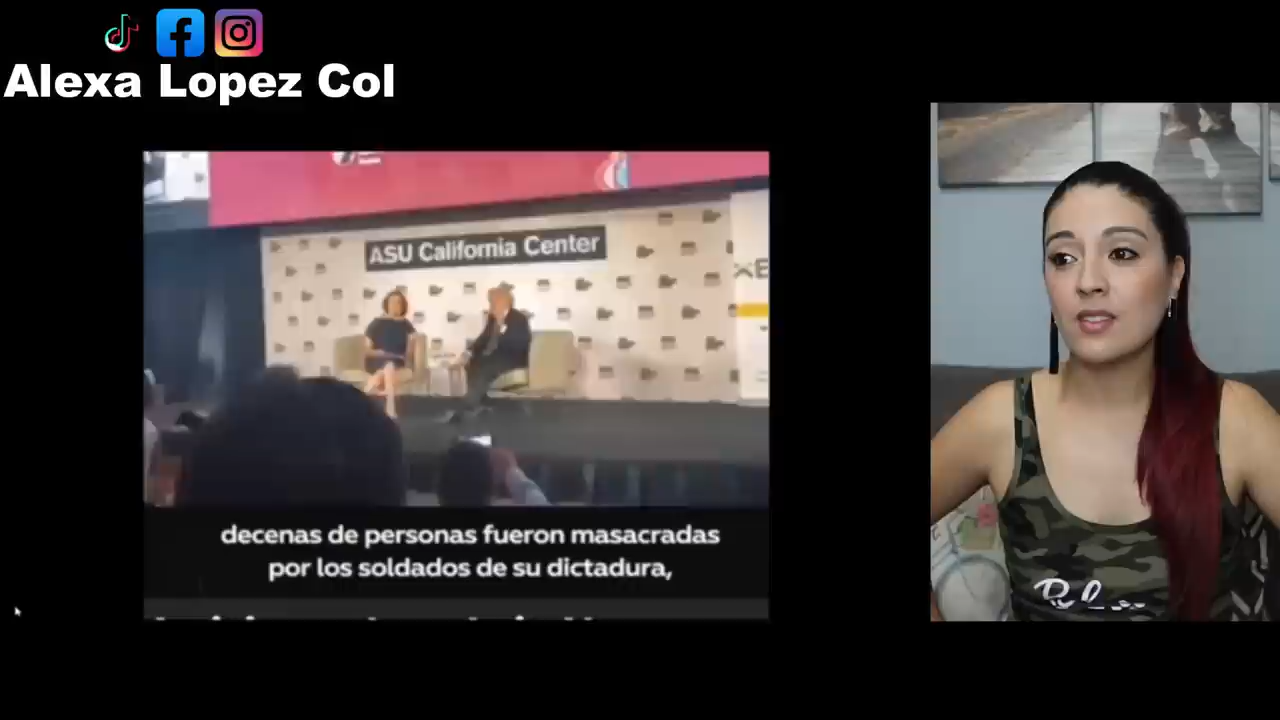 Alexa Lopez Col
ASU California Center
decenas de personas fueron masacradas
por los soldados de su dictadura,